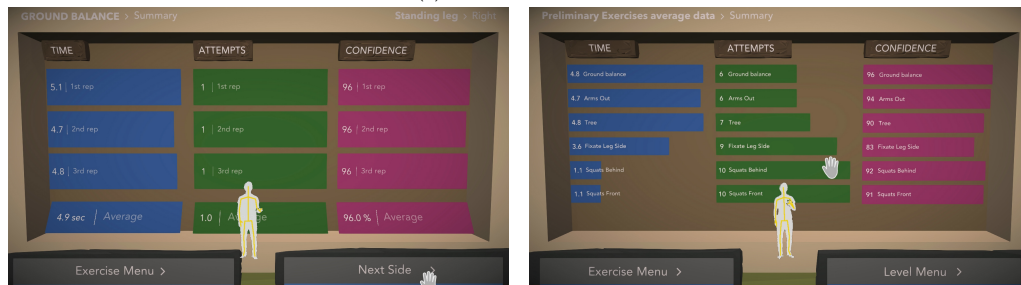 GROUND BALANCE > Summary
Standing leg > Right
TIME
ATTEMPTS
CONFIDENCE
5.1 | 1st rep
1 | 1st rep
96 | 1st rep
4.7 | 2nd rep
1 | 2nd rep
96 | 2nd rep
4.8 | 3rd rep
1 | 3rd rep
96 | 3rd rep
4.9 sec | Average
1.0 | Average
96.0 % | Average
Exercise Menu >
Next Side >
Preliminary Exercises average data > Summary
TIME
ATTEMPTS
CONFIDENCE
4.8 Ground balance
6 Ground balance
96 Ground balance
4.7 Arms Out
6 Arms Out
94 Arms Out
4.8 Tree
7 Tree
90 Tree
3.6 Fixate Leg Side
9 Fixate Leg Side
83 Fixate Leg Side
1.1 Squats Behind
10 Squats Behind
92 Squats Behind
1.1 Squats Front
10 Squats Front
91 Squats Front
Exercise Menu >
Level Menu >